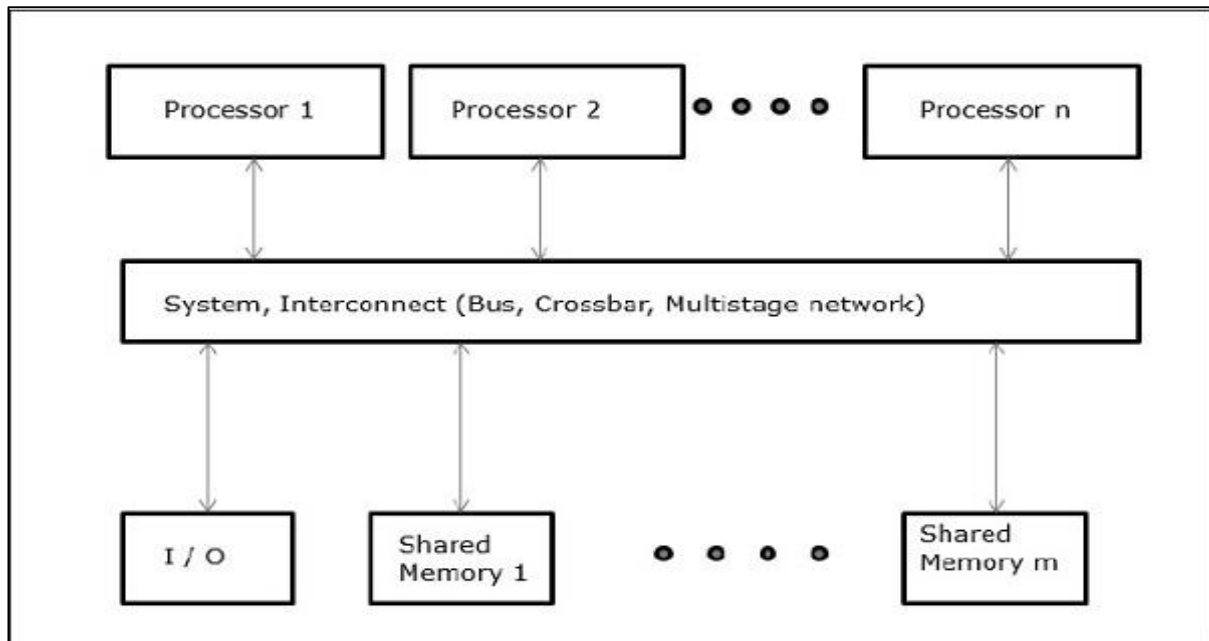 Processor 1
Processor 2
Processor n
System, Interconnect (Bus, Crossbar, Multistage network)
I / O
Shared
Memory 1
Shared
Memory m